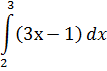 ∫₂³ (3x − 1) dx